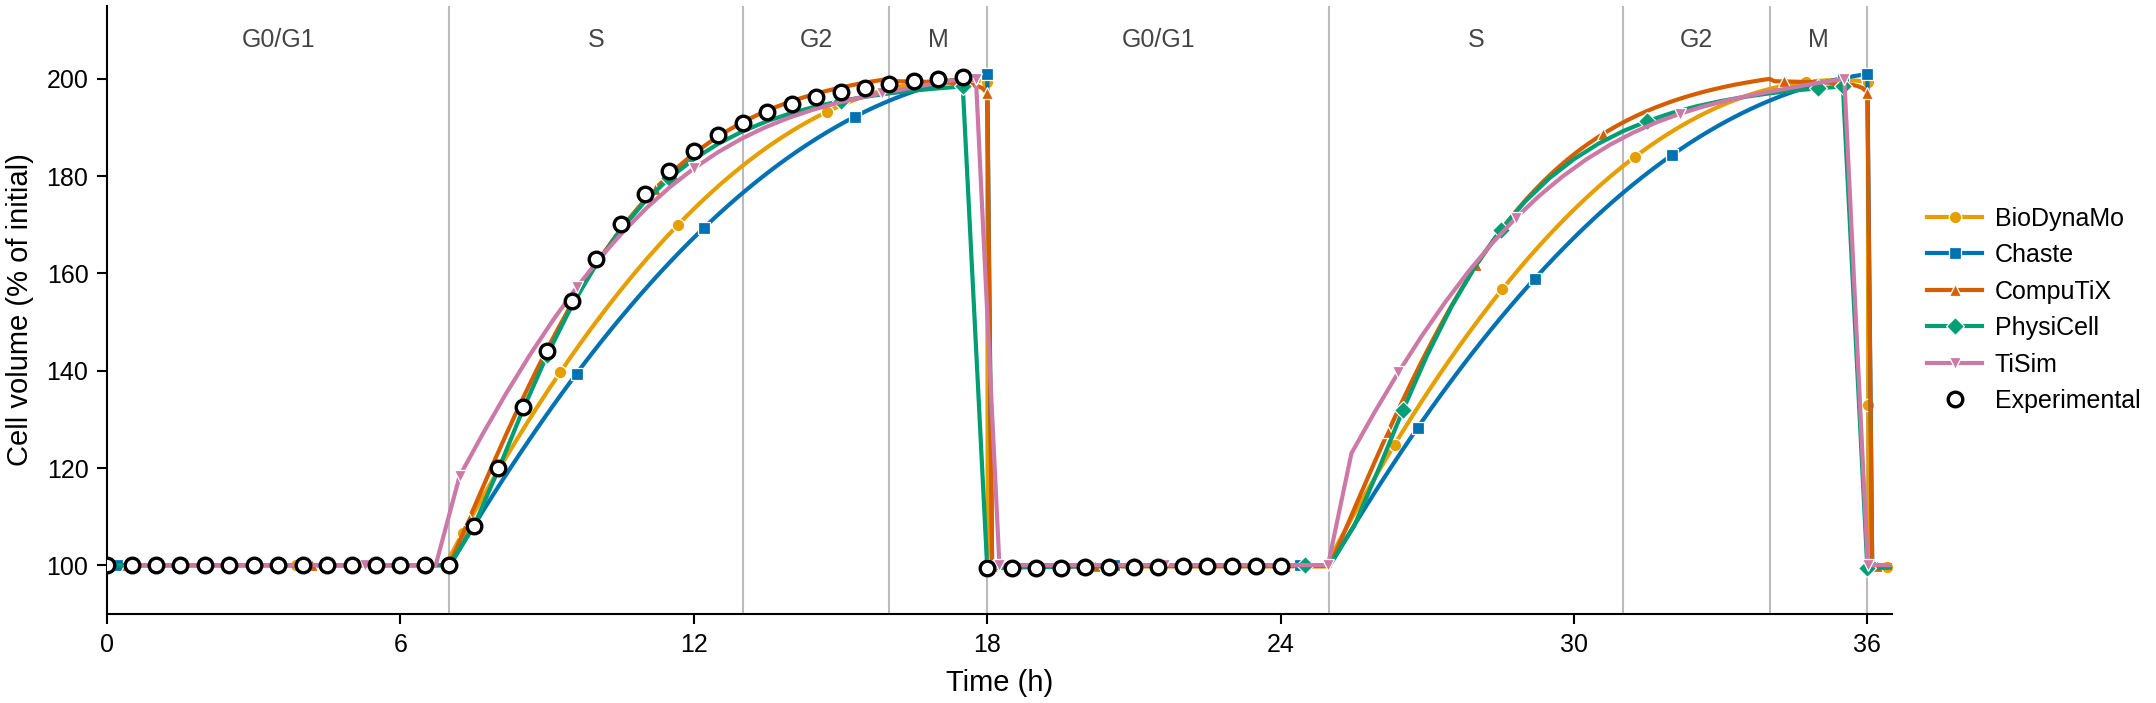 G0/G1 S G2 M G0/G1 S G2 M
200
180
160
140
120
100
Cell volume (% of initial)
0 6 12 18 24 30 36
Time (h)
BioDynaMo
Chaste
CompuTiX
PhysiCell
TiSim
Experimental